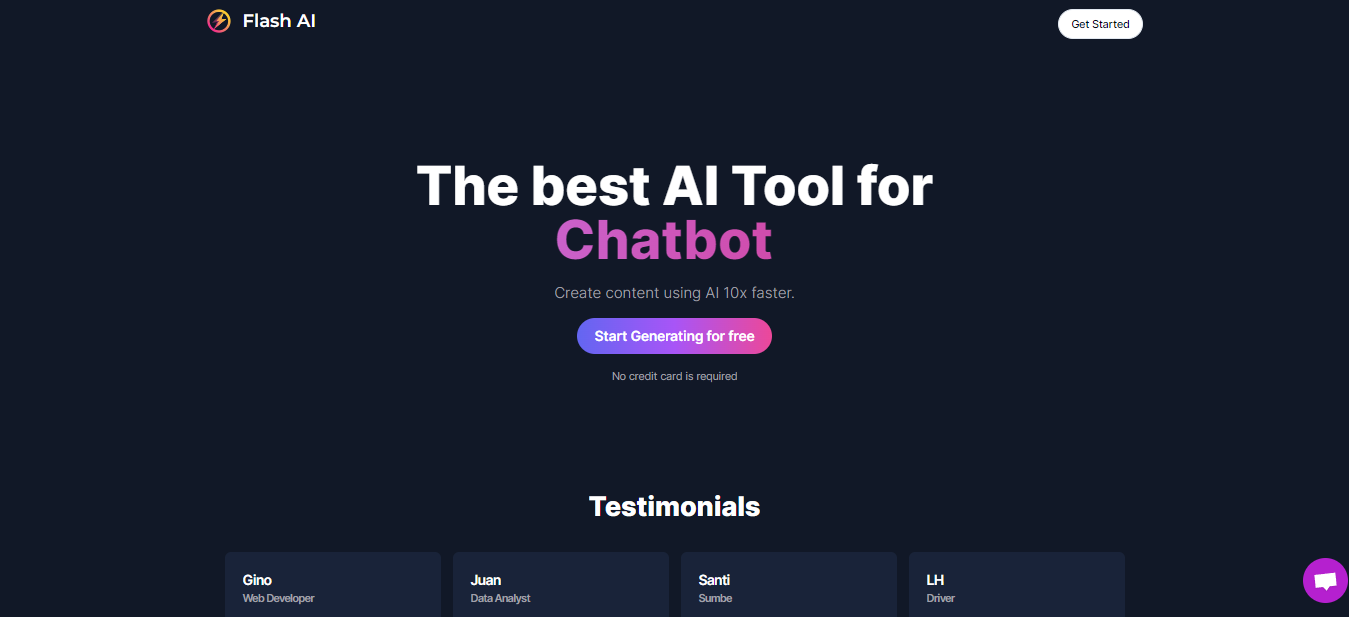 Flash AI
Get Started
The best AI Tool for
Chatbot
Create content using AI 10x faster.
Start Generating for free
No credit card is required
Testimonials
Gino
Web Developer
Juan
Data Analyst
Santi
Sumbe
LH
Driver